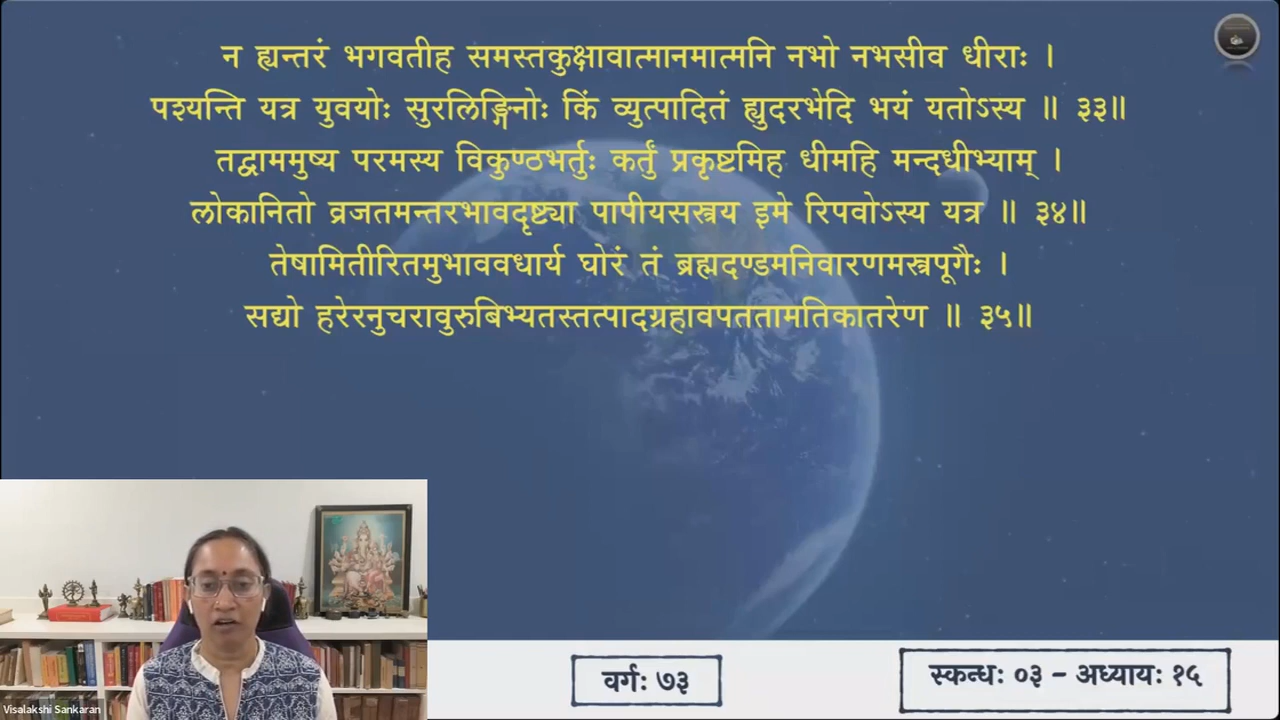 न ह्यन्तरं भगवतीह समस्तकुक्षावात्मानमात्मनि नभो नभसीव धीराः ।
पश्यन्ति यत्र युवयोः सुरलिङ्गिनोः किं व्युत्पादितं ह्युदरभेदि भयं यतोऽस्य ॥ ३३॥
तद्वाममुष्य परमस्य विकुण्ठभर्तुः कर्तुं प्रकृष्टमिह धीमहि मन्दधीभ्याम् ।
लोकानितो व्रजतमन्तरभावदृष्ट्या पापीयसस्त्रय इमे रिपवोऽस्य यत्र ॥ ३४॥
तेषामितीरितमुभाववधार्य घोरं तं ब्रह्मदण्डमनिवारणमस्त्रपूगैः ।
सद्यो हरेरनुचरावुरुबिभ्यतस्तत्पादग्रहावपततामतिकातरेण ॥ ३५॥
Visalakshi Sankaran
वर्गः ७३
स्कन्धः ०३ - अध्यायः १५